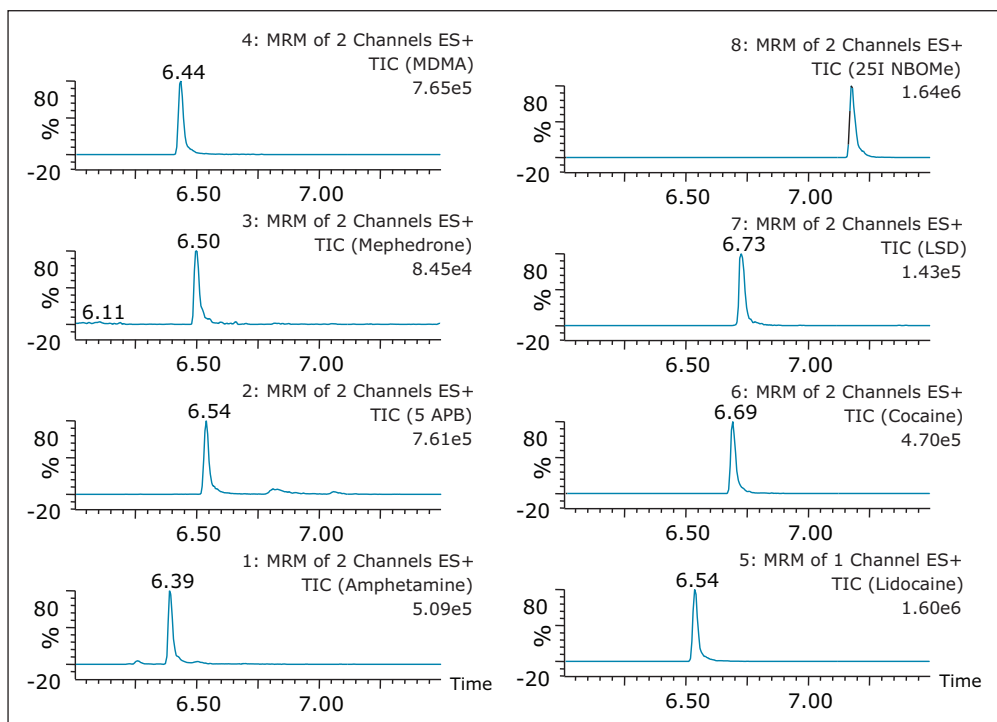 4: MRM of 2 Channels ES+
TIC (MDMA)
7.65e5
6.44
80
%
-20
6.50 7.00
3: MRM of 2 Channels ES+
TIC (Mephedrone)
8.45e4
6.50
80
%
6.11
-20
6.50 7.00
2: MRM of 2 Channels ES+
TIC (5 APB)
7.61e5
6.54
80
%
-20
6.50 7.00
1: MRM of 2 Channels ES+
TIC (Amphetamine)
5.09e5
6.39
80
%
-20
Time
6.50 7.00
8: MRM of 2 Channels ES+
TIC (25I NBOMe)
1.64e6
80
%
-20
6.50 7.00
7: MRM of 2 Channels ES+
TIC (LSD)
1.43e5
6.73
80
%
-20
6.50 7.00
6: MRM of 2 Channels ES+
TIC (Cocaine)
4.70e5
6.69
80
%
-20
6.50 7.00
5: MRM of 1 Channel ES+
TIC (Lidocaine)
1.60e6
6.54
80
%
-20
Time
6.50 7.00